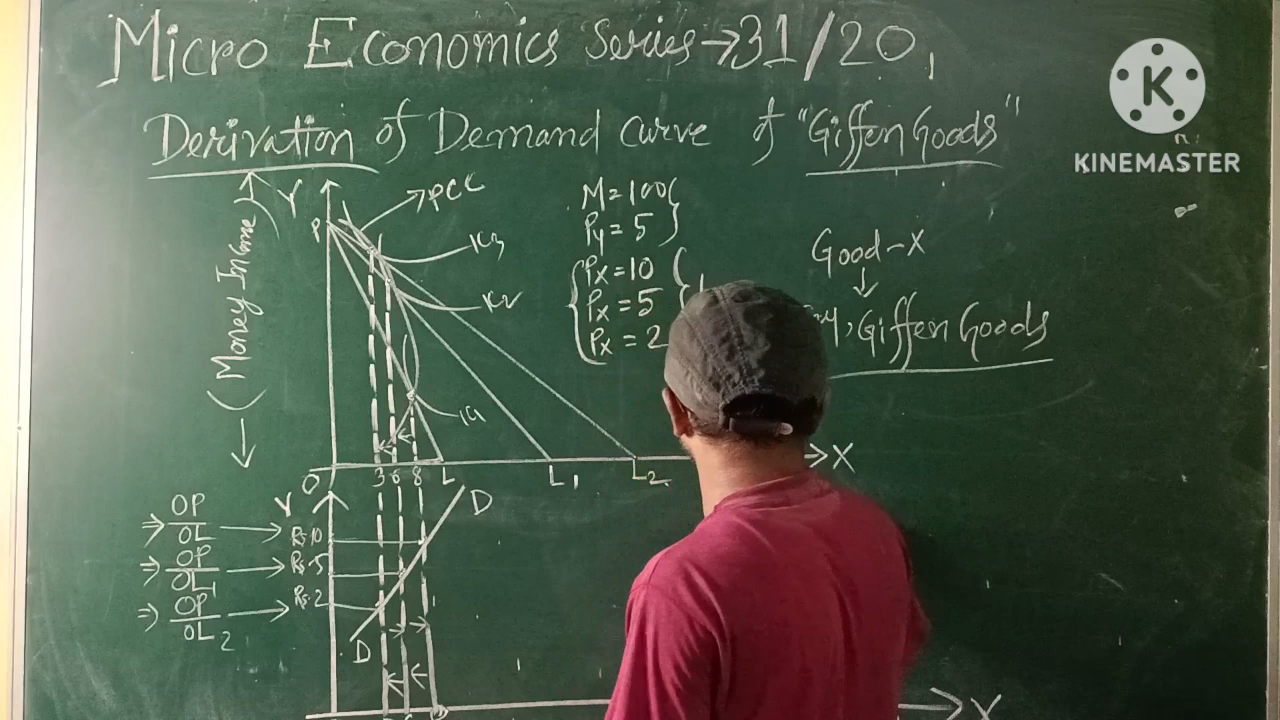 Micro Economics Series→31/20,
K
KINEMASTER
Derivation of Demand Curve of "Giffen Goods"
Y
PCC
M=100
Py=5
P
IC3
Px=10
Good-X
(Money Income)
IC2
Px=5
Giffen Goods
Px=2
IC1
O 3 6 8 L L1 L2 X
Y
D
⇒ OP/OL → Rs.10
⇒ OP/OL1 → Rs.5
⇒ OP/OL2 → Rs.2
D
X